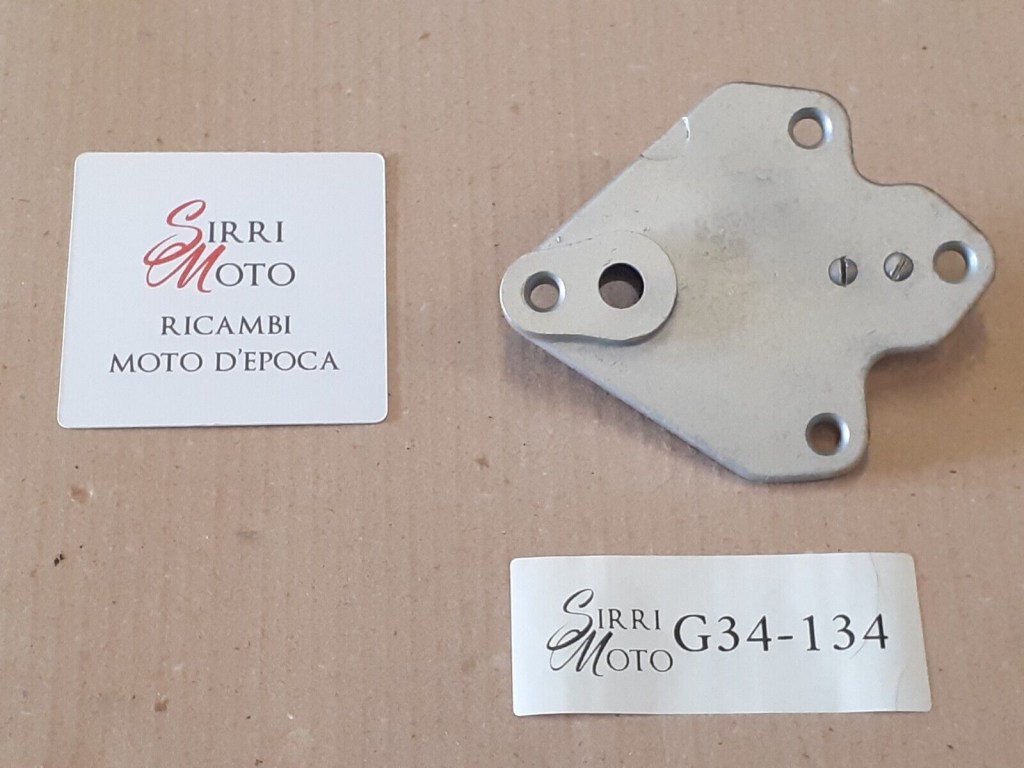 SIRRI
MOTO
RICAMBI
MOTO D'EPOCA
SIRRI
MOTO
G34-134